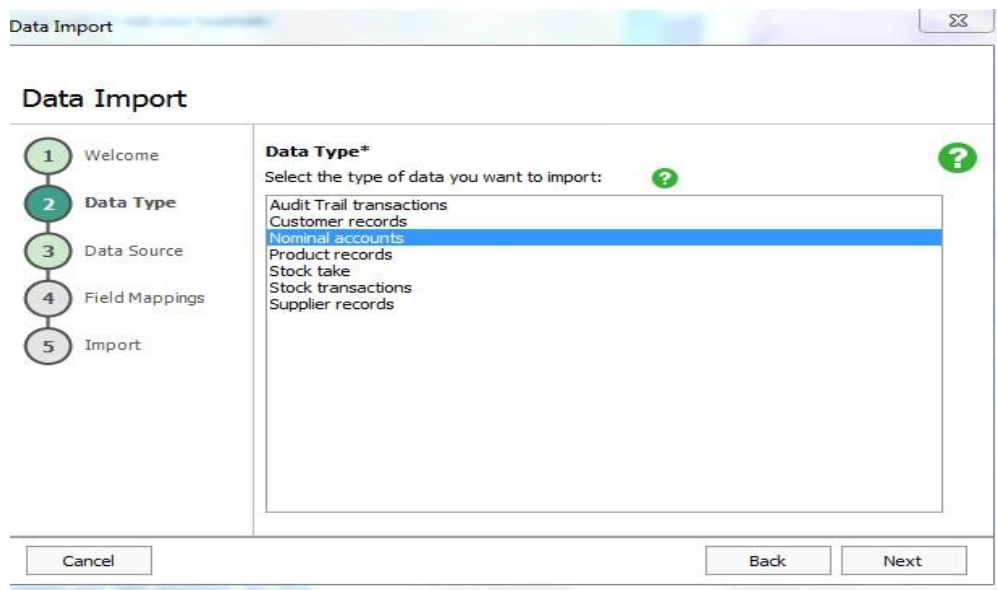 Data Import
Data Import
1 Welcome
2 Data Type
3 Data Source
4 Field Mappings
5 Import
Data Type*
?
Select the type of data you want to import: ?
Audit Trail transactions
Customer records
Nominal accounts
Product records
Stock take
Stock transactions
Supplier records
Cancel
Back
Next